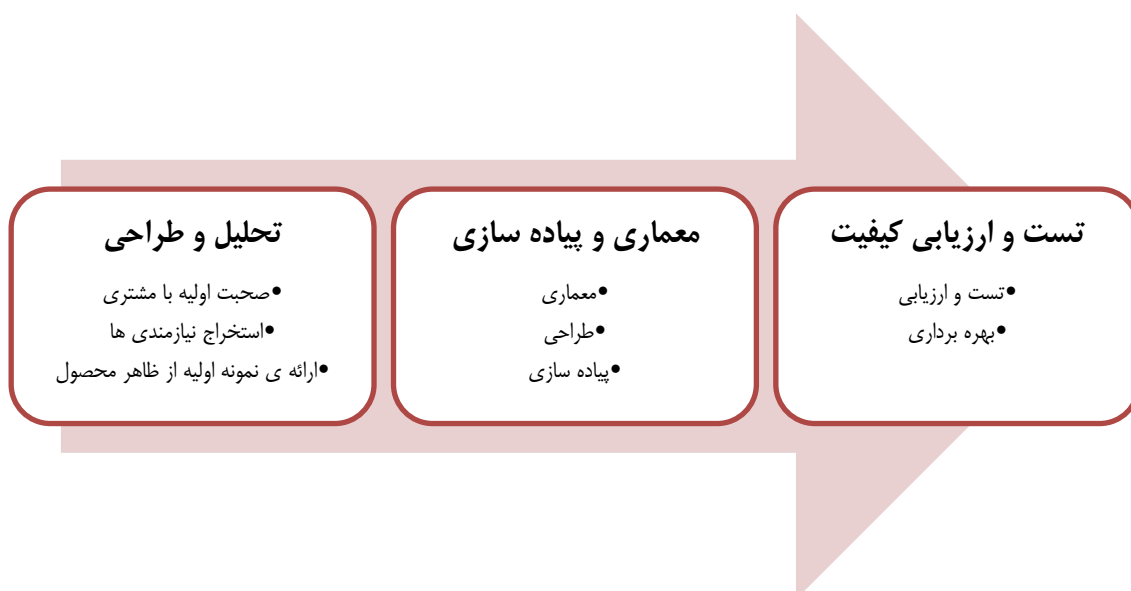 تحلیل و طراحی
•صحبت اولیه با مشتری
•استخراج نیازمندی ها
•ارائه ی نمونه اولیه از ظاهر محصول
معماری و پیاده سازی
•معماری
•طراحی
•پیاده سازی
تست و ارزیابی کیفیت
•تست و ارزیابی
•بهره برداری